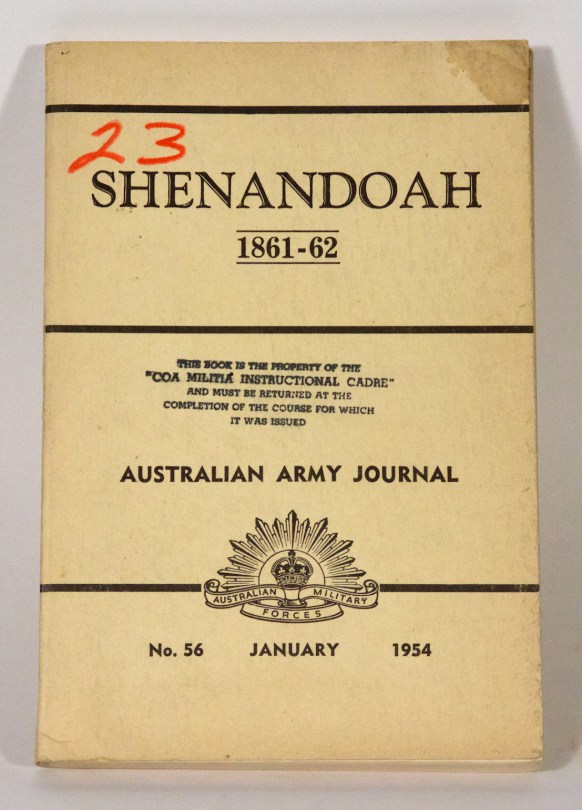 23
SHENANDOAH
1861-62
THIS BOOK IS THE PROPERTY OF THE
"COA MILITIA INSTRUCTIONAL CADRE"
AND MUST BE RETURNED AT THE
COMPLETION OF THE COURSE FOR WHICH
IT WAS ISSUED
AUSTRALIAN ARMY JOURNAL
AUSTRALIAN MILITARY
FORCES
No. 56 JANUARY 1954